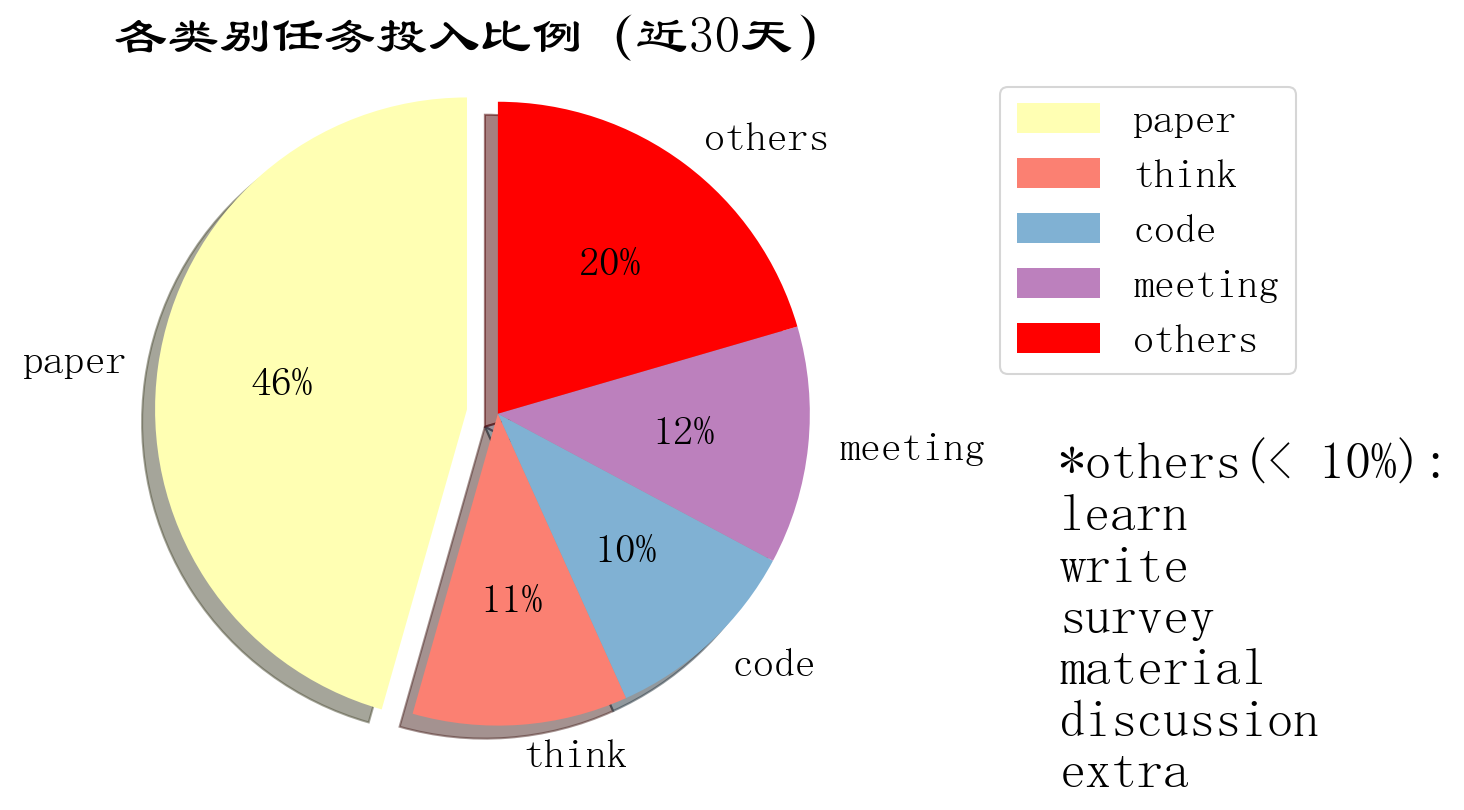 各类别任务投入比例 (近30天)
others
20%
paper
46%
12%
meeting
10%
11%
code
think
paper
think
code
meeting
others
*others(< 10%):
learn
write
survey
material
discussion
extra